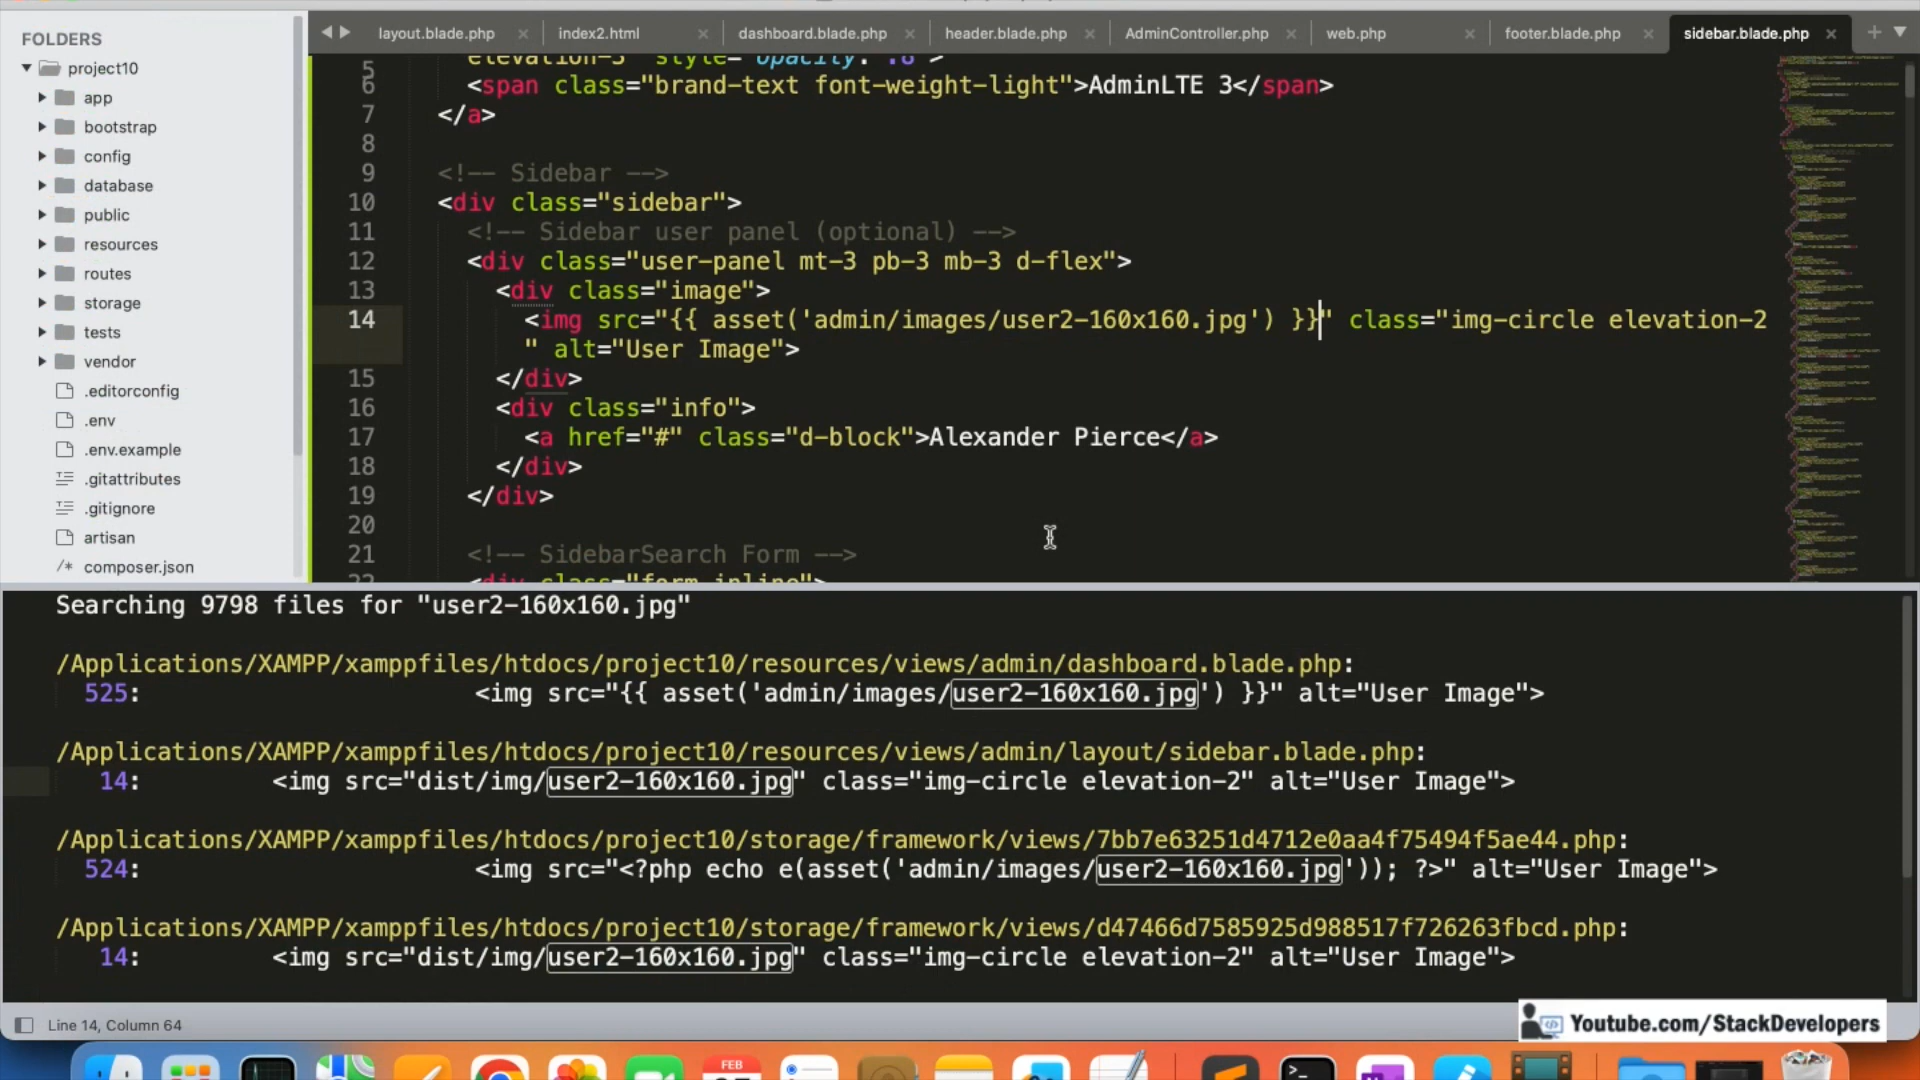 FOLDERS
project10
app
bootstrap
config
database
public
resources
routes
storage
tests
vendor
.editorconfig
.env
.env.example
.gitattributes
.gitignore
artisan
/* composer.json
layout.blade.php
index2.html
dashboard.blade.php
header.blade.php
AdminController.php
web.php
footer.blade.php
sidebar.blade.php
5 elevation-3" style="opacity: .8">
6 <span class="brand-text font-weight-light">AdminLTE 3</span>
7 </a>
8
9 <!-- Sidebar -->
10 <div class="sidebar">
11 <!-- Sidebar user panel (optional) -->
12 <div class="user-panel mt-3 pb-3 mb-3 d-flex">
13 <div class="image">
14 <img src="{{ asset('admin/images/user2-160x160.jpg') }}" class="img-circle elevation-2
" alt="User Image">
15 </div>
16 <div class="info">
17 <a href="#" class="d-block">Alexander Pierce</a>
18 </div>
19 </div>
20
21 <!-- SidebarSearch Form -->
22 <div class="form-inline">
Searching 9798 files for "user2-160x160.jpg"
/Applications/XAMPP/xamppfiles/htdocs/project10/resources/views/admin/dashboard.blade.php:
525: <img src="{{ asset('admin/images/user2-160x160.jpg') }}" alt="User Image">
/Applications/XAMPP/xamppfiles/htdocs/project10/resources/views/admin/layout/sidebar.blade.php:
14: <img src="dist/img/user2-160x160.jpg" class="img-circle elevation-2" alt="User Image">
/Applications/XAMPP/xamppfiles/htdocs/project10/storage/framework/views/7bb7e63251d4712e0aa4f75494f5ae44.php:
524: <img src="<?php echo e(asset('admin/images/user2-160x160.jpg')); ?>" alt="User Image">
/Applications/XAMPP/xamppfiles/htdocs/project10/storage/framework/views/d47466d7585925d988517f726263fbcd.php:
14: <img src="dist/img/user2-160x160.jpg" class="img-circle elevation-2" alt="User Image">
Line 14, Column 64
Youtube.com/StackDevelopers
FEB